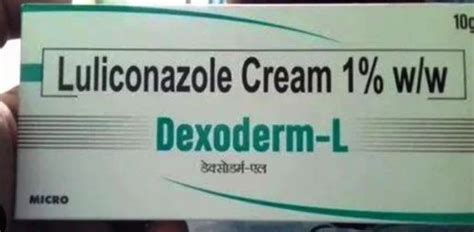 10g
Luliconazole Cream 1% w/w
Dexoderm-L
डेक्सोडर्म-एल
MICRO